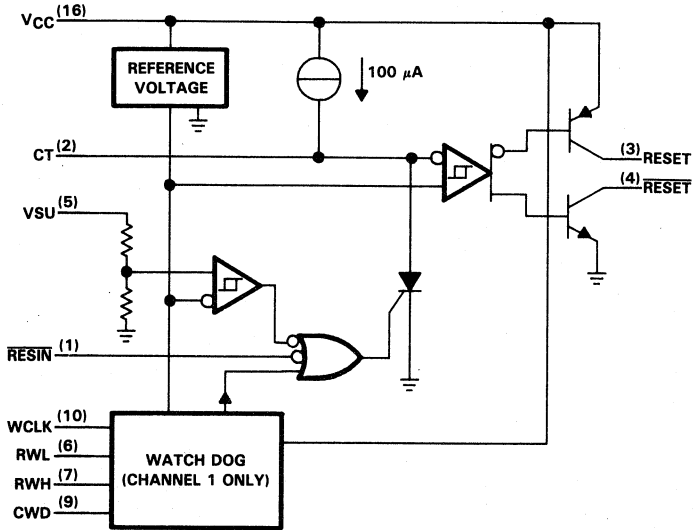 VCC (16)
REFERENCE
VOLTAGE
100 μA
CT (2)
(3) RESET
(4) RESET
VSU (5)
RESIN (1)
WCLK (10)
RWL (6)
RWH (7)
CWD (9)
WATCH DOG
(CHANNEL 1 ONLY)